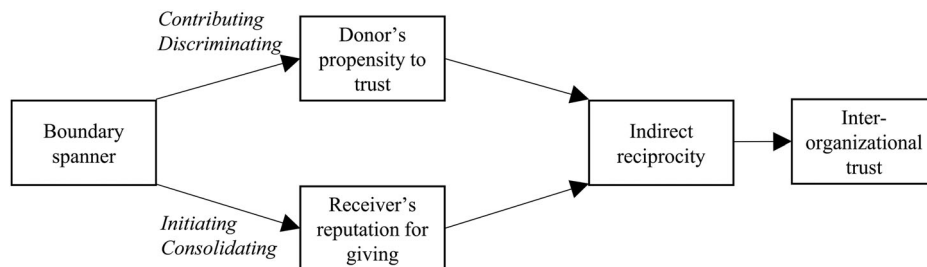 Contributing
Discriminating
Donor's
propensity to
trust
Boundary
spanner
Indirect
reciprocity
Inter-
organizational
trust
Initiating
Consolidating
Receiver's
reputation for
giving